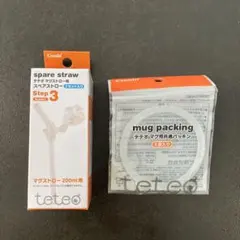 Combi
spare straw
テテオ マグストロー用
スペアストロー
Step
3
マグストロー 200ml用
teteo
mug packing
テテオ マグ用共通パッキン
teteo